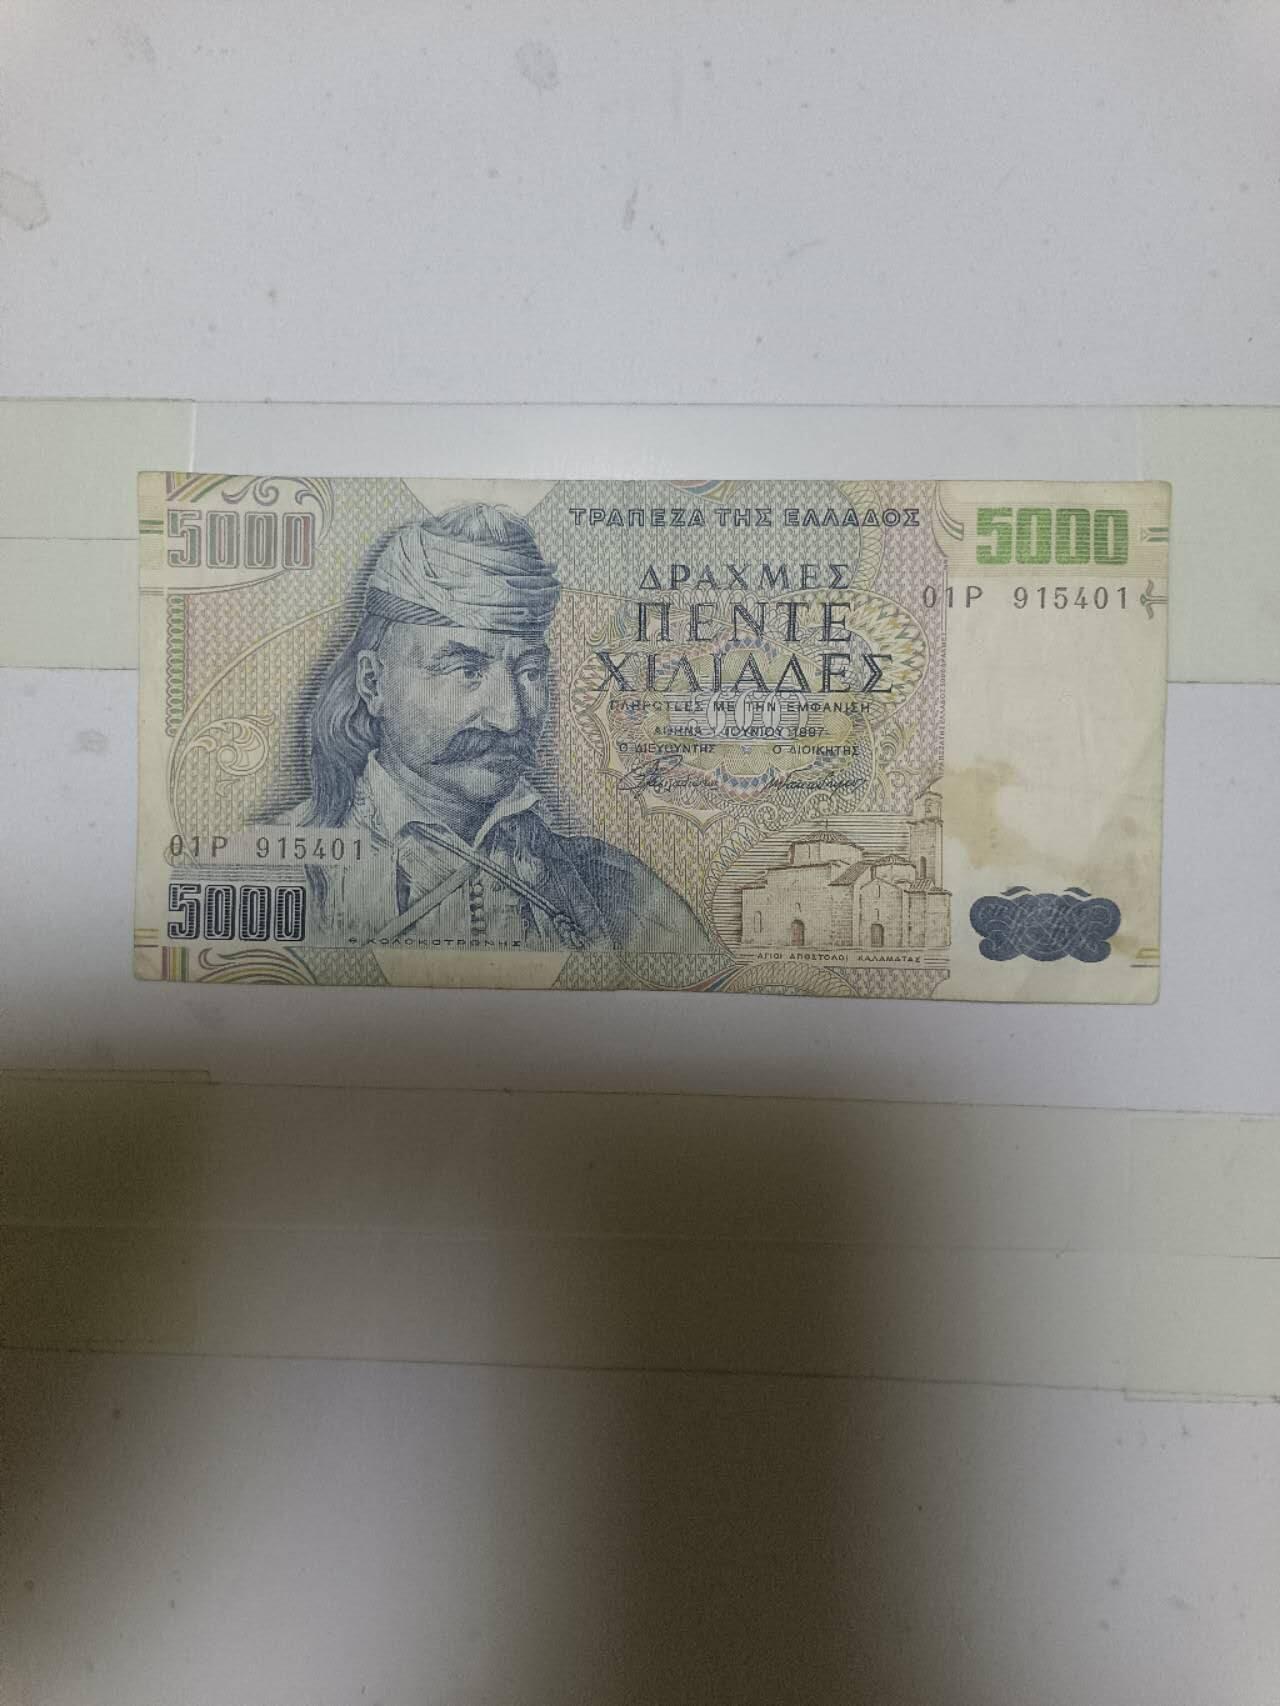 5000
ΤΡΑΠΕΖΑ ΤΗΣ ΕΛΛΑΔΟΣ
5000
ΔΡΑΧΜΕΣ
ΠΕΝΤΕ
ΧΙΛΙΑΔΕΣ
01Ρ 915401
ΠΛΗΡΩΤΕΕΣ ΜΕ ΤΗΝ ΕΜΦΑΝΙΣΗ
5000
ΑΘΗΝΑ 1 ΙΟΥΝΙΟΥ 1997
Ο ΔΙΕΥΘΥΝΤΗΣ Ο ΔΙΟΙΚΗΤΗΣ
01Ρ 915401
5000
Θ ΚΟΛΟΚΟΤΡΩΝΗΣ
ΑΓΙΟΙ ΑΠΟΣΤΟΛΟΙ ΚΑΛΑΜΑΤΑΣ